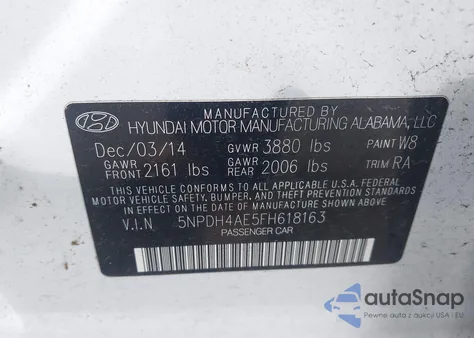 MANUFACTURED BY
HYUNDAI MOTOR MANUFACTURING ALABAMA, LLC
Dec/03/14 GVWR 3880 lbs PAINT W8
GAWR FRONT 2161 lbs GAWR REAR 2006 lbs TRIM RA
THIS VEHICLE CONFORMS TO ALL APPLICABLE U.S. FEDERAL
MOTOR VEHICLE SAFETY, BUMPER, AND
THEFT PREVENTION STANDARDS IN EFFECT ON
THE DATE OF MANUFACTURE SHOWN ABOVE.
V.I.N 5NPDH4AE5FH618163
PASSENGER CAR
autoSnap
Pewne auta z aukcji USA i EU